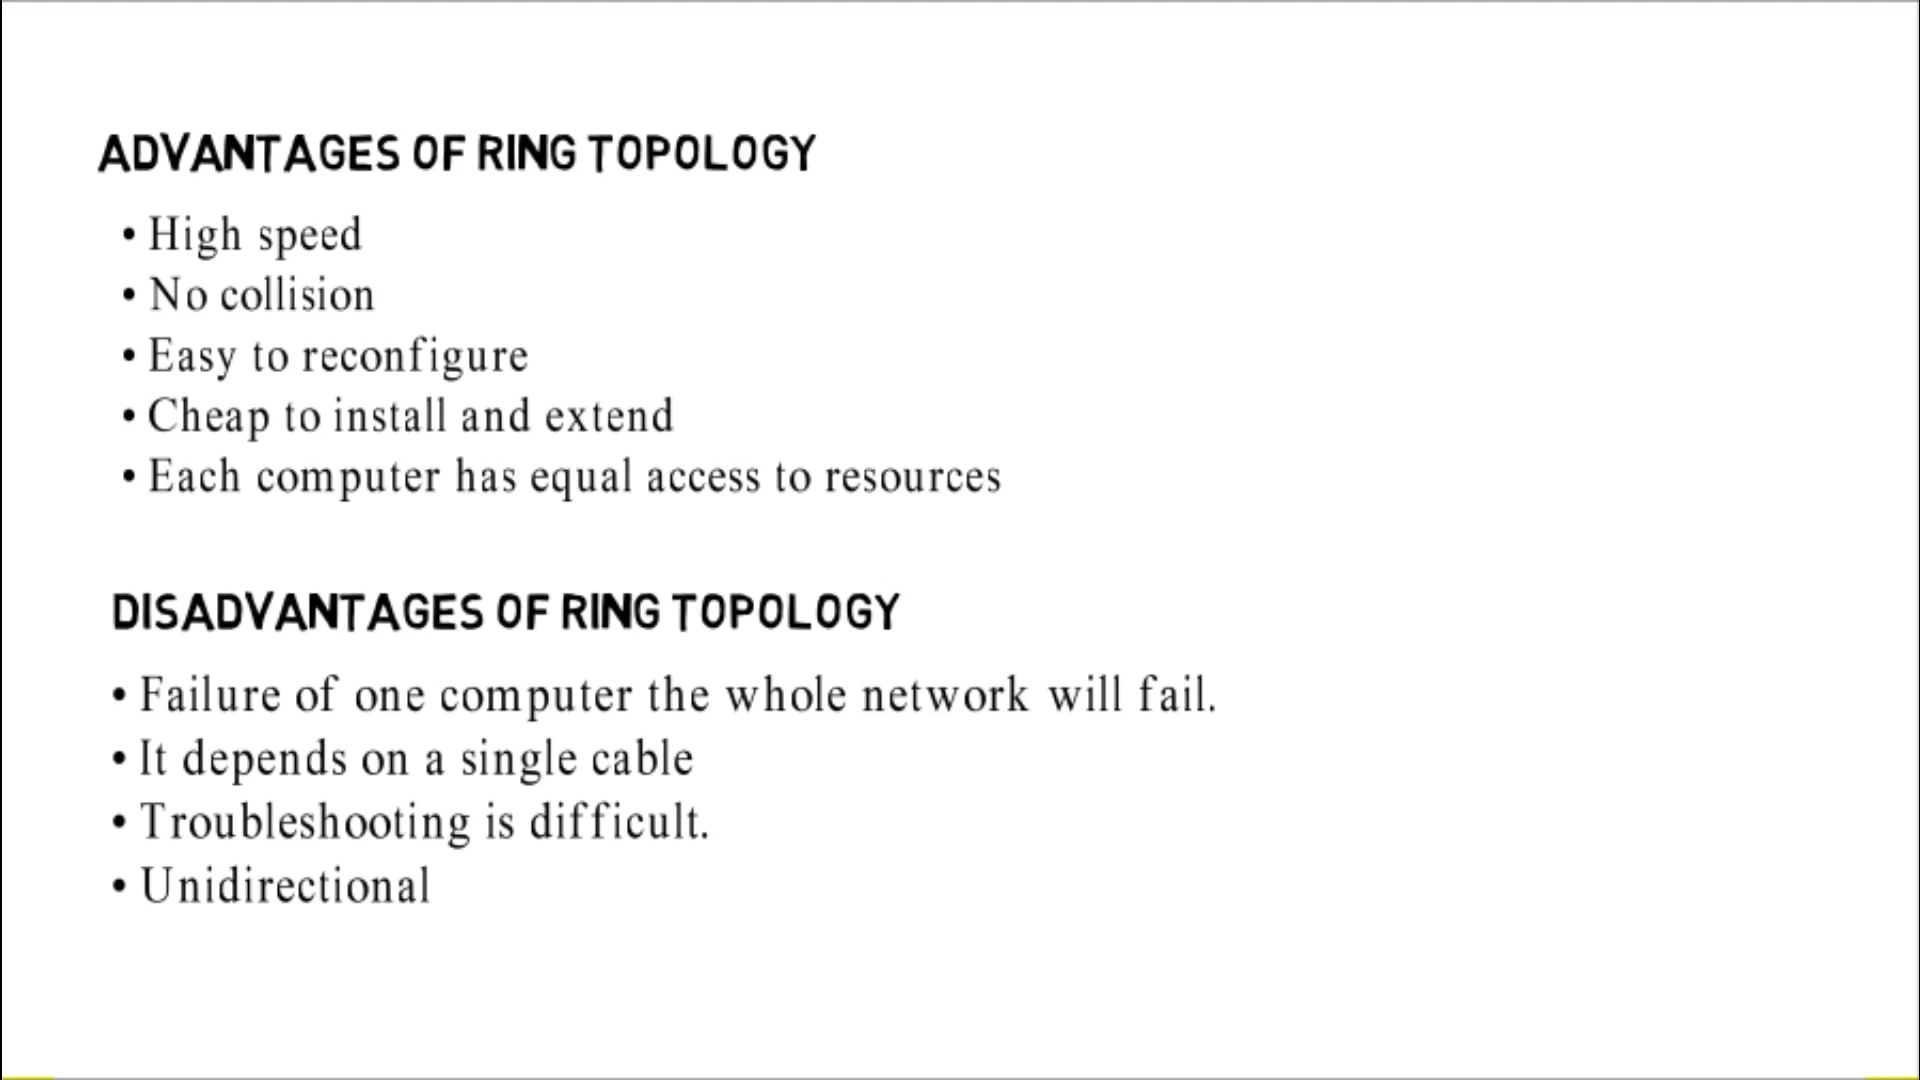 ADVANTAGES OF RING TOPOLOGY
• High speed
• No collision
• Easy to reconfigure
• Cheap to install and extend
• Each computer has equal access to resources
DISADVANTAGES OF RING TOPOLOGY
• Failure of one computer the whole network will fail.
• It depends on a single cable
• Troubleshooting is difficult.
• Unidirectional